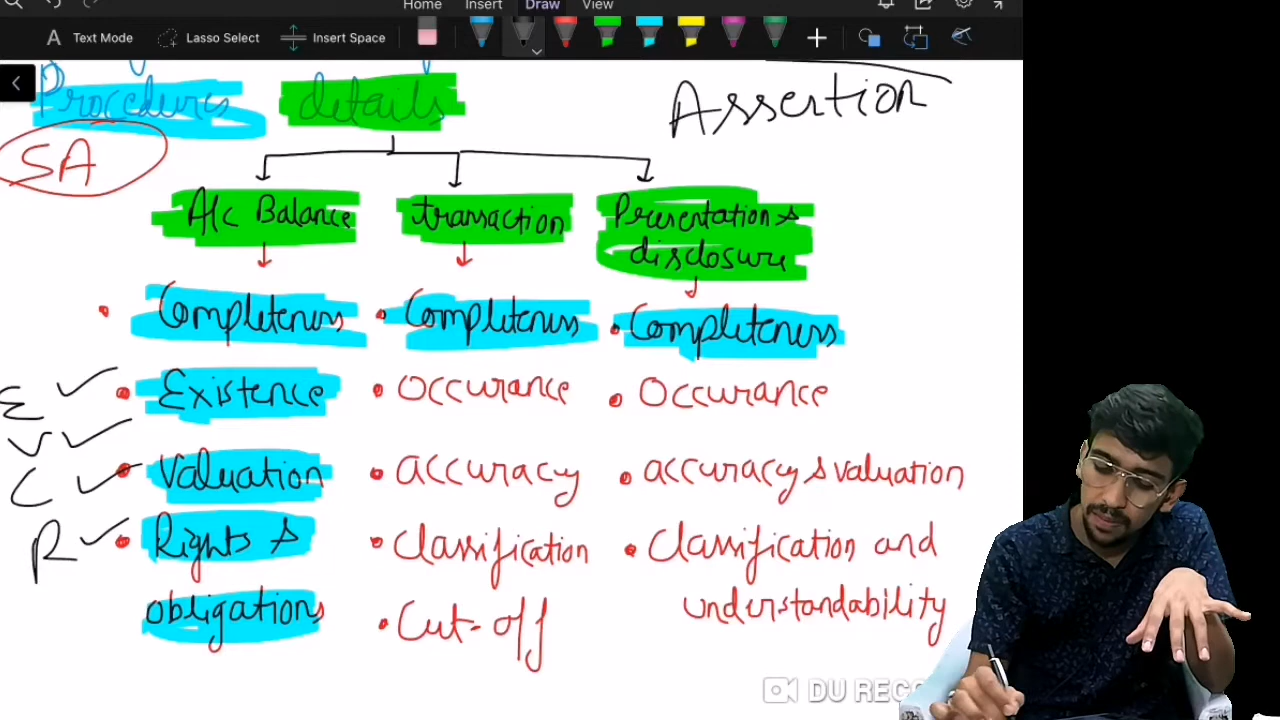 Home Insert Draw View
Text Mode Lasso Select Insert Space
Procedures details Assertion
SA
A/c Balance transaction Presentation &
disclosure
• Completeness • Completeness • Completeness
E • Existence • Occurance • Occurance
V • Valuation • accuracy • accuracy & valuation
C
R • Rights & • Classification • Classification and
obligations • Cut-off understandability
DU REC